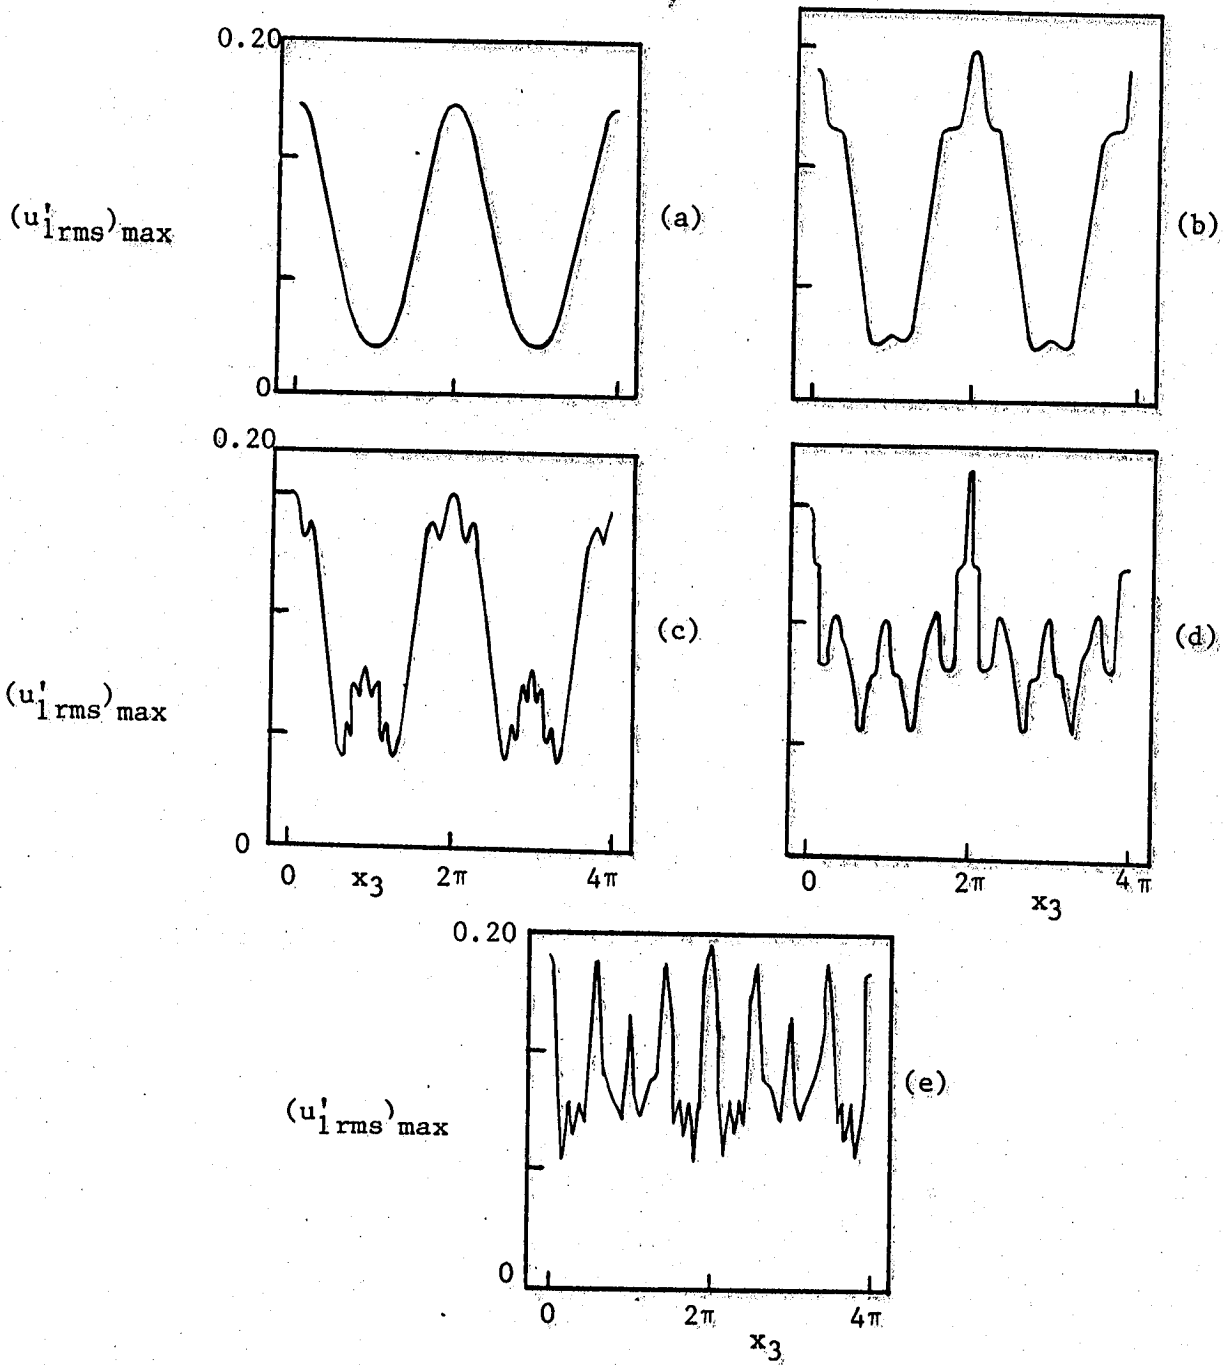 0.20
(u'1rms)max
(a)
(b)
0
0.20
(u'1rms)max
(c)
(d)
0
0 x3 2π 4π
0 2π 4π
x3
0.20
(u'1rms)max
(e)
0
0 2π 4π
x3